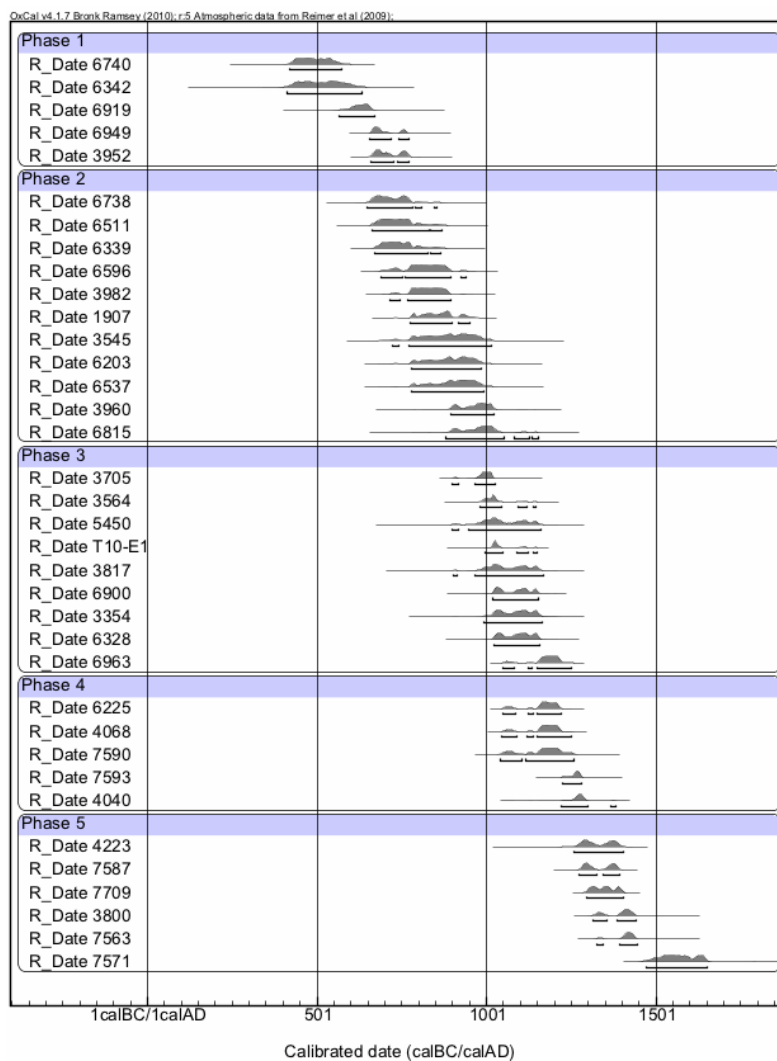 OxCal v4.1.7 Bronk Ramsey (2010); r:5 Atmospheric data from Reimer et al (2009);
Phase 1
R_Date 6740
R_Date 6342
R_Date 6919
R_Date 6949
R_Date 3952
Phase 2
R_Date 6738
R_Date 6511
R_Date 6339
R_Date 6596
R_Date 3982
R_Date 1907
R_Date 3545
R_Date 6203
R_Date 6537
R_Date 3960
R_Date 6815
Phase 3
R_Date 3705
R_Date 3564
R_Date 5450
R_Date T10-E1
R_Date 3817
R_Date 6900
R_Date 3354
R_Date 6328
R_Date 6963
Phase 4
R_Date 6225
R_Date 4068
R_Date 7590
R_Date 7593
R_Date 4040
Phase 5
R_Date 4223
R_Date 7587
R_Date 7709
R_Date 3800
R_Date 7563
R_Date 7571
1calBC/1calAD 501 1001 1501
Calibrated date (calBC/calAD)